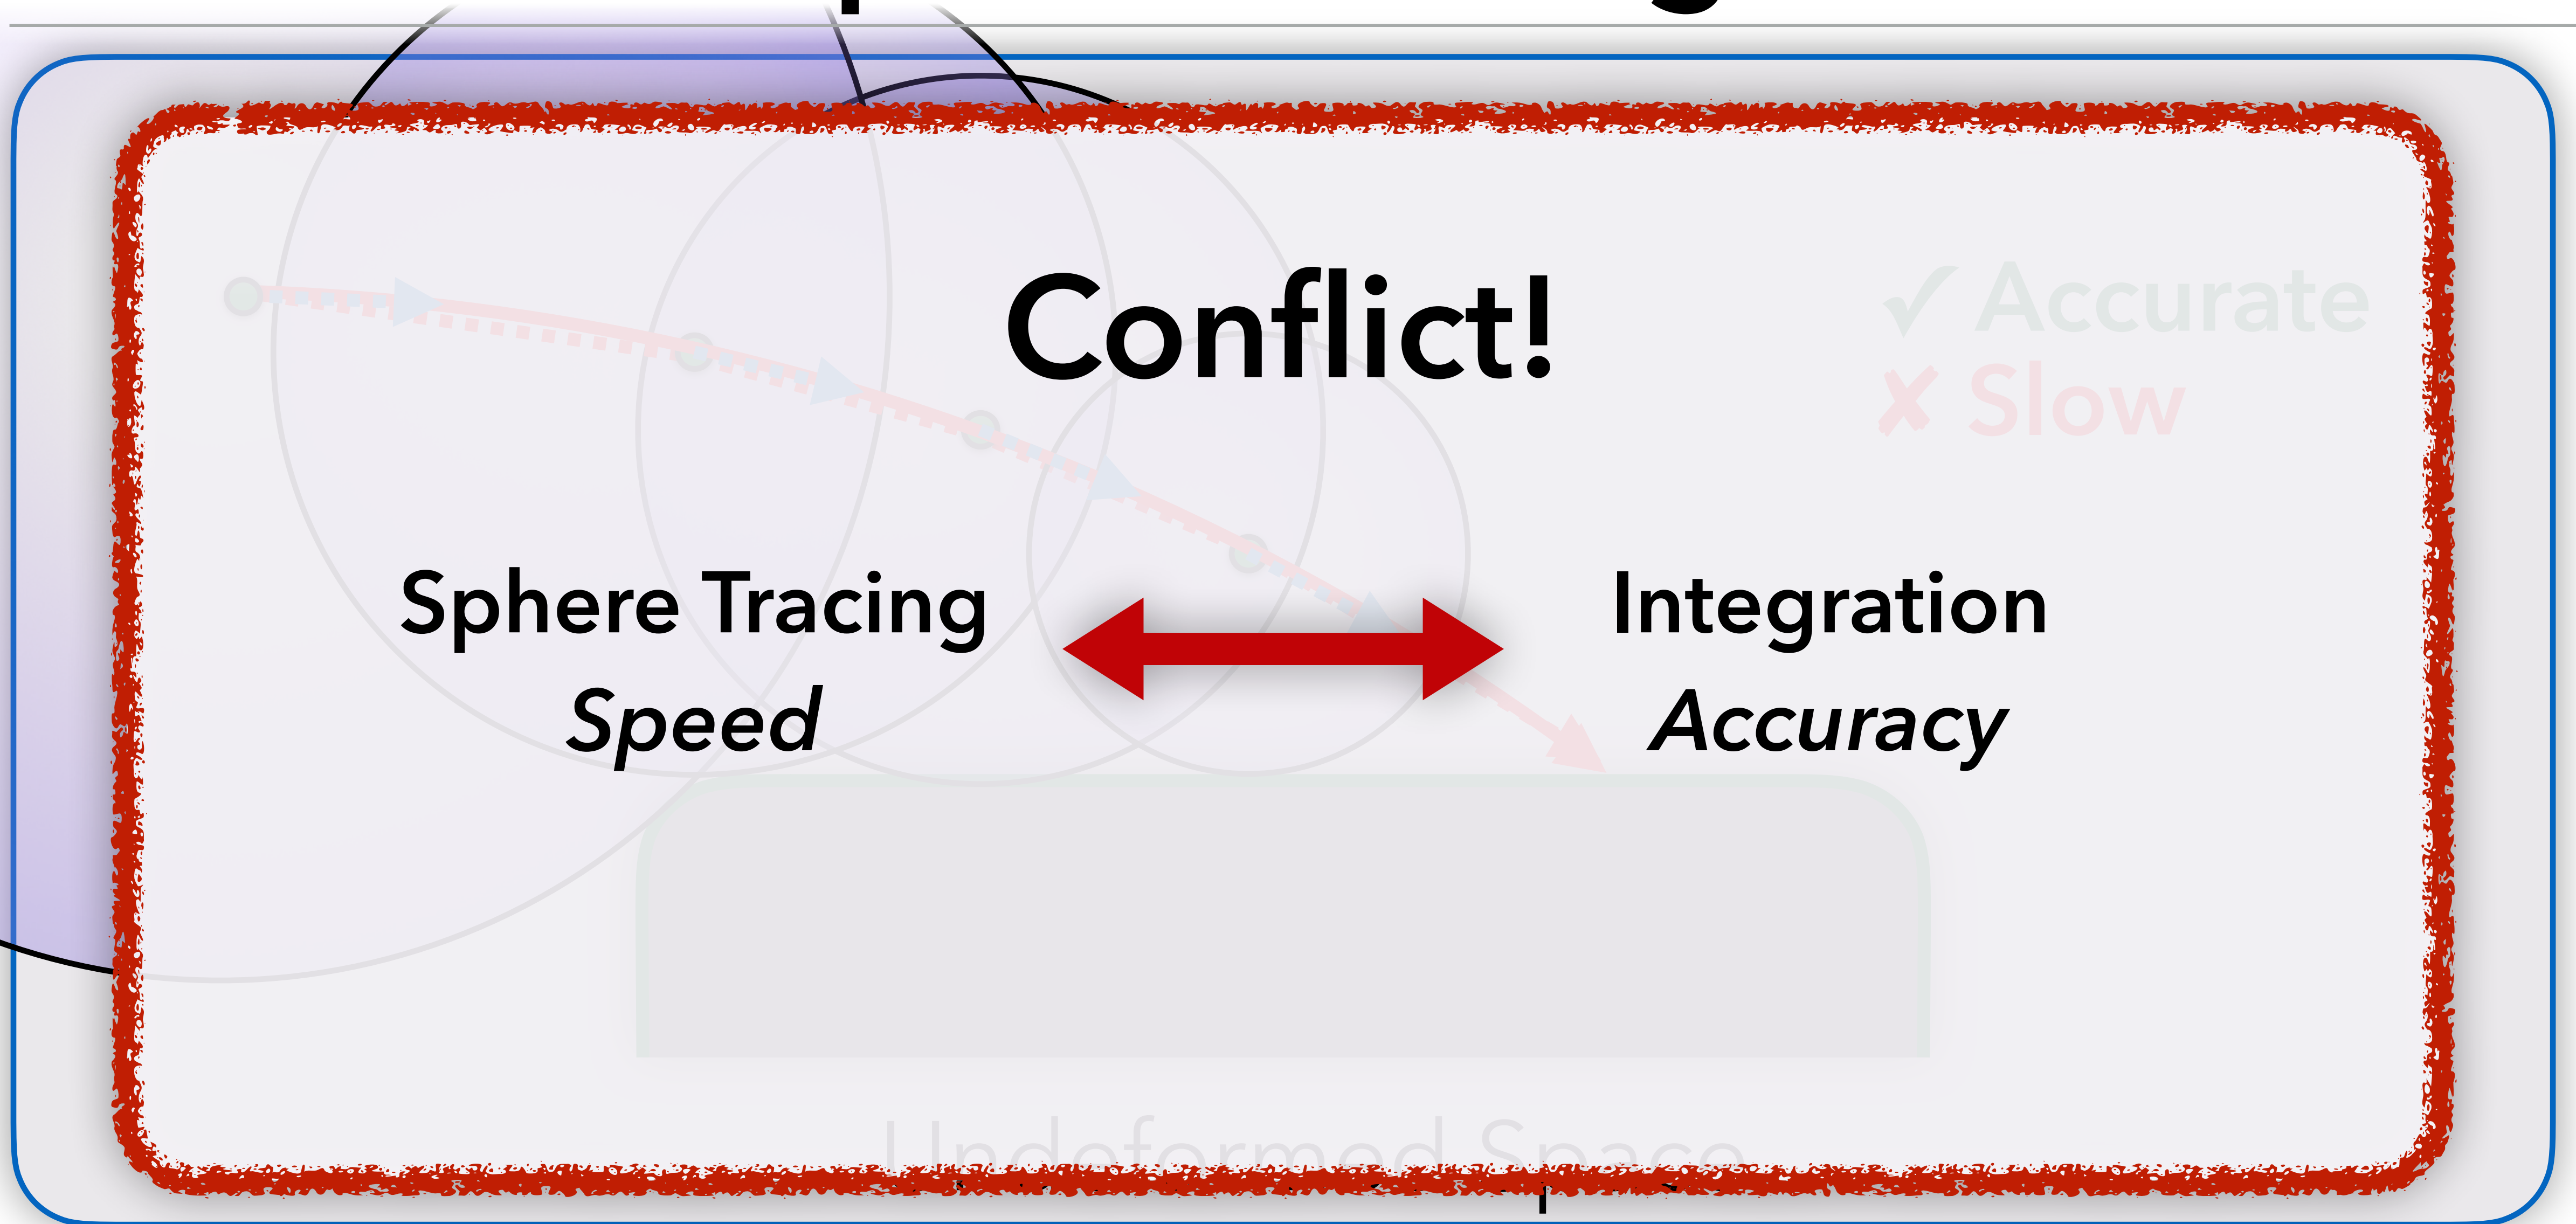 Conflict!
✓ Accurate
✘ Slow
Sphere Tracing
Speed
Integration
Accuracy
Undeformed Space